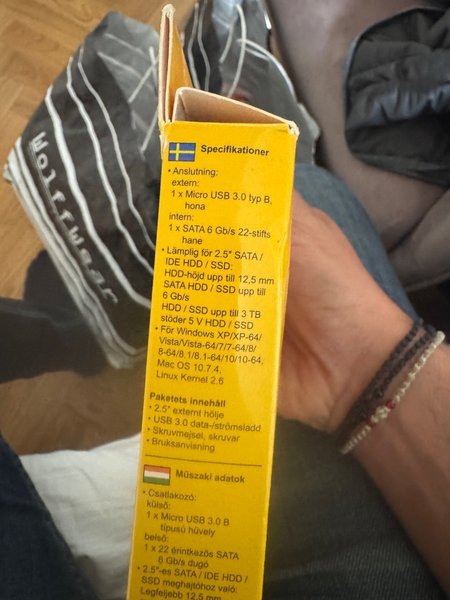 Wolffwear
Specifikationer
• Anslutning:
extern:
1 x Micro USB 3.0 typ B,
hona
intern:
1 x SATA 6 Gb/s 22-stifts
hane
• Lämplig för 2.5" SATA /
IDE HDD / SSD:
HDD-höjd upp till 12,5 mm
SATA HDD / SSD upp till
6 Gb/s
HDD / SSD upp till 3 TB
stöder 5 V HDD / SSD
• För Windows XP/XP-64/
Vista/Vista-64/7/7-64/8/
8-64/8.1/8.1-64/10/10-64,
Mac OS 10.7.4,
Linux Kernel 2.6
Paketets innehåll
• 2.5" externt hölje
• USB 3.0 data-/strömsladd
• Skruvmejsel, skruvar
• Bruksanvisning
Műszaki adatok
• Csatlakozó:
külső:
1 x Micro USB 3.0 B
típusú hüvely
belső:
1 x 22 érintkezős SATA
6 Gb/s dugó
• 2.5"-es SATA / IDE HDD /
SSD meghajtóhoz való:
Legfeljebb 12,5 mm